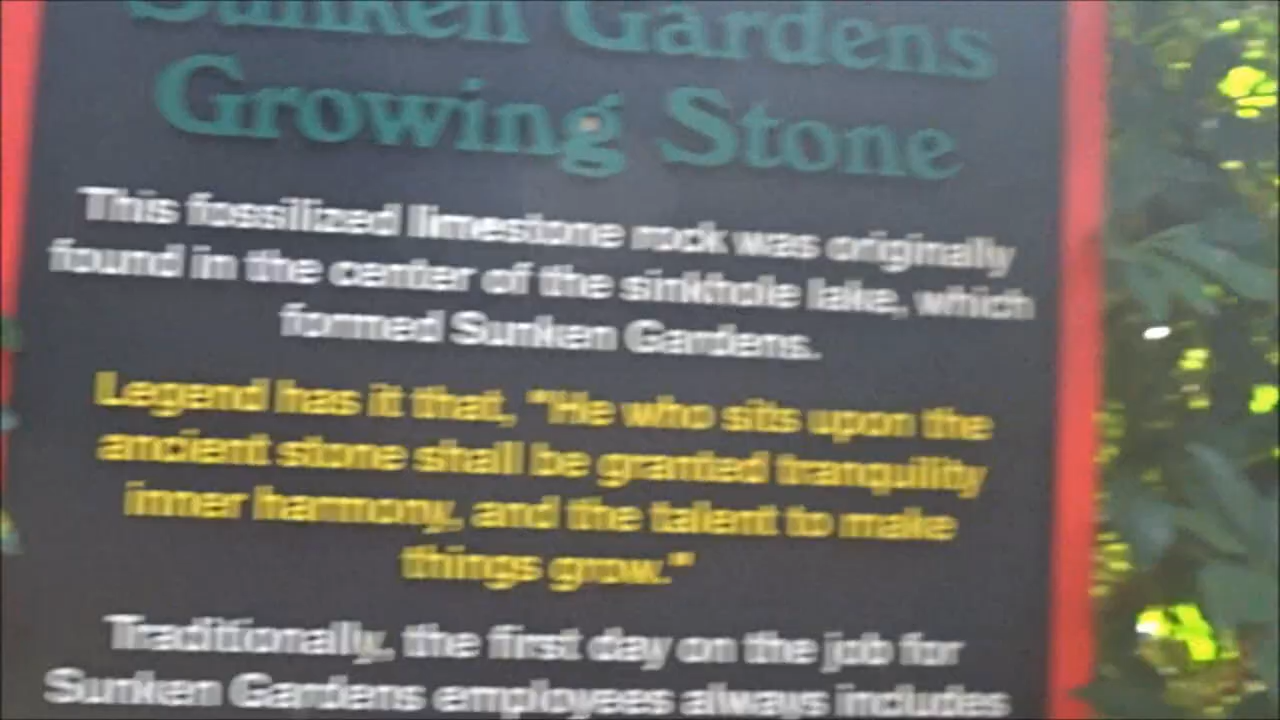 Sunken Gardens
Growing Stone
This fossilized limestone rock was originally
found in the center of the sinkhole lake, which
formed Sunken Gardens.
Legend has it that, "He who sits upon the
ancient stone shall be granted tranquility
inner harmony, and the talent to make
things grow."
Traditionally, the first day on the job for
Sunken Gardens employees always includes